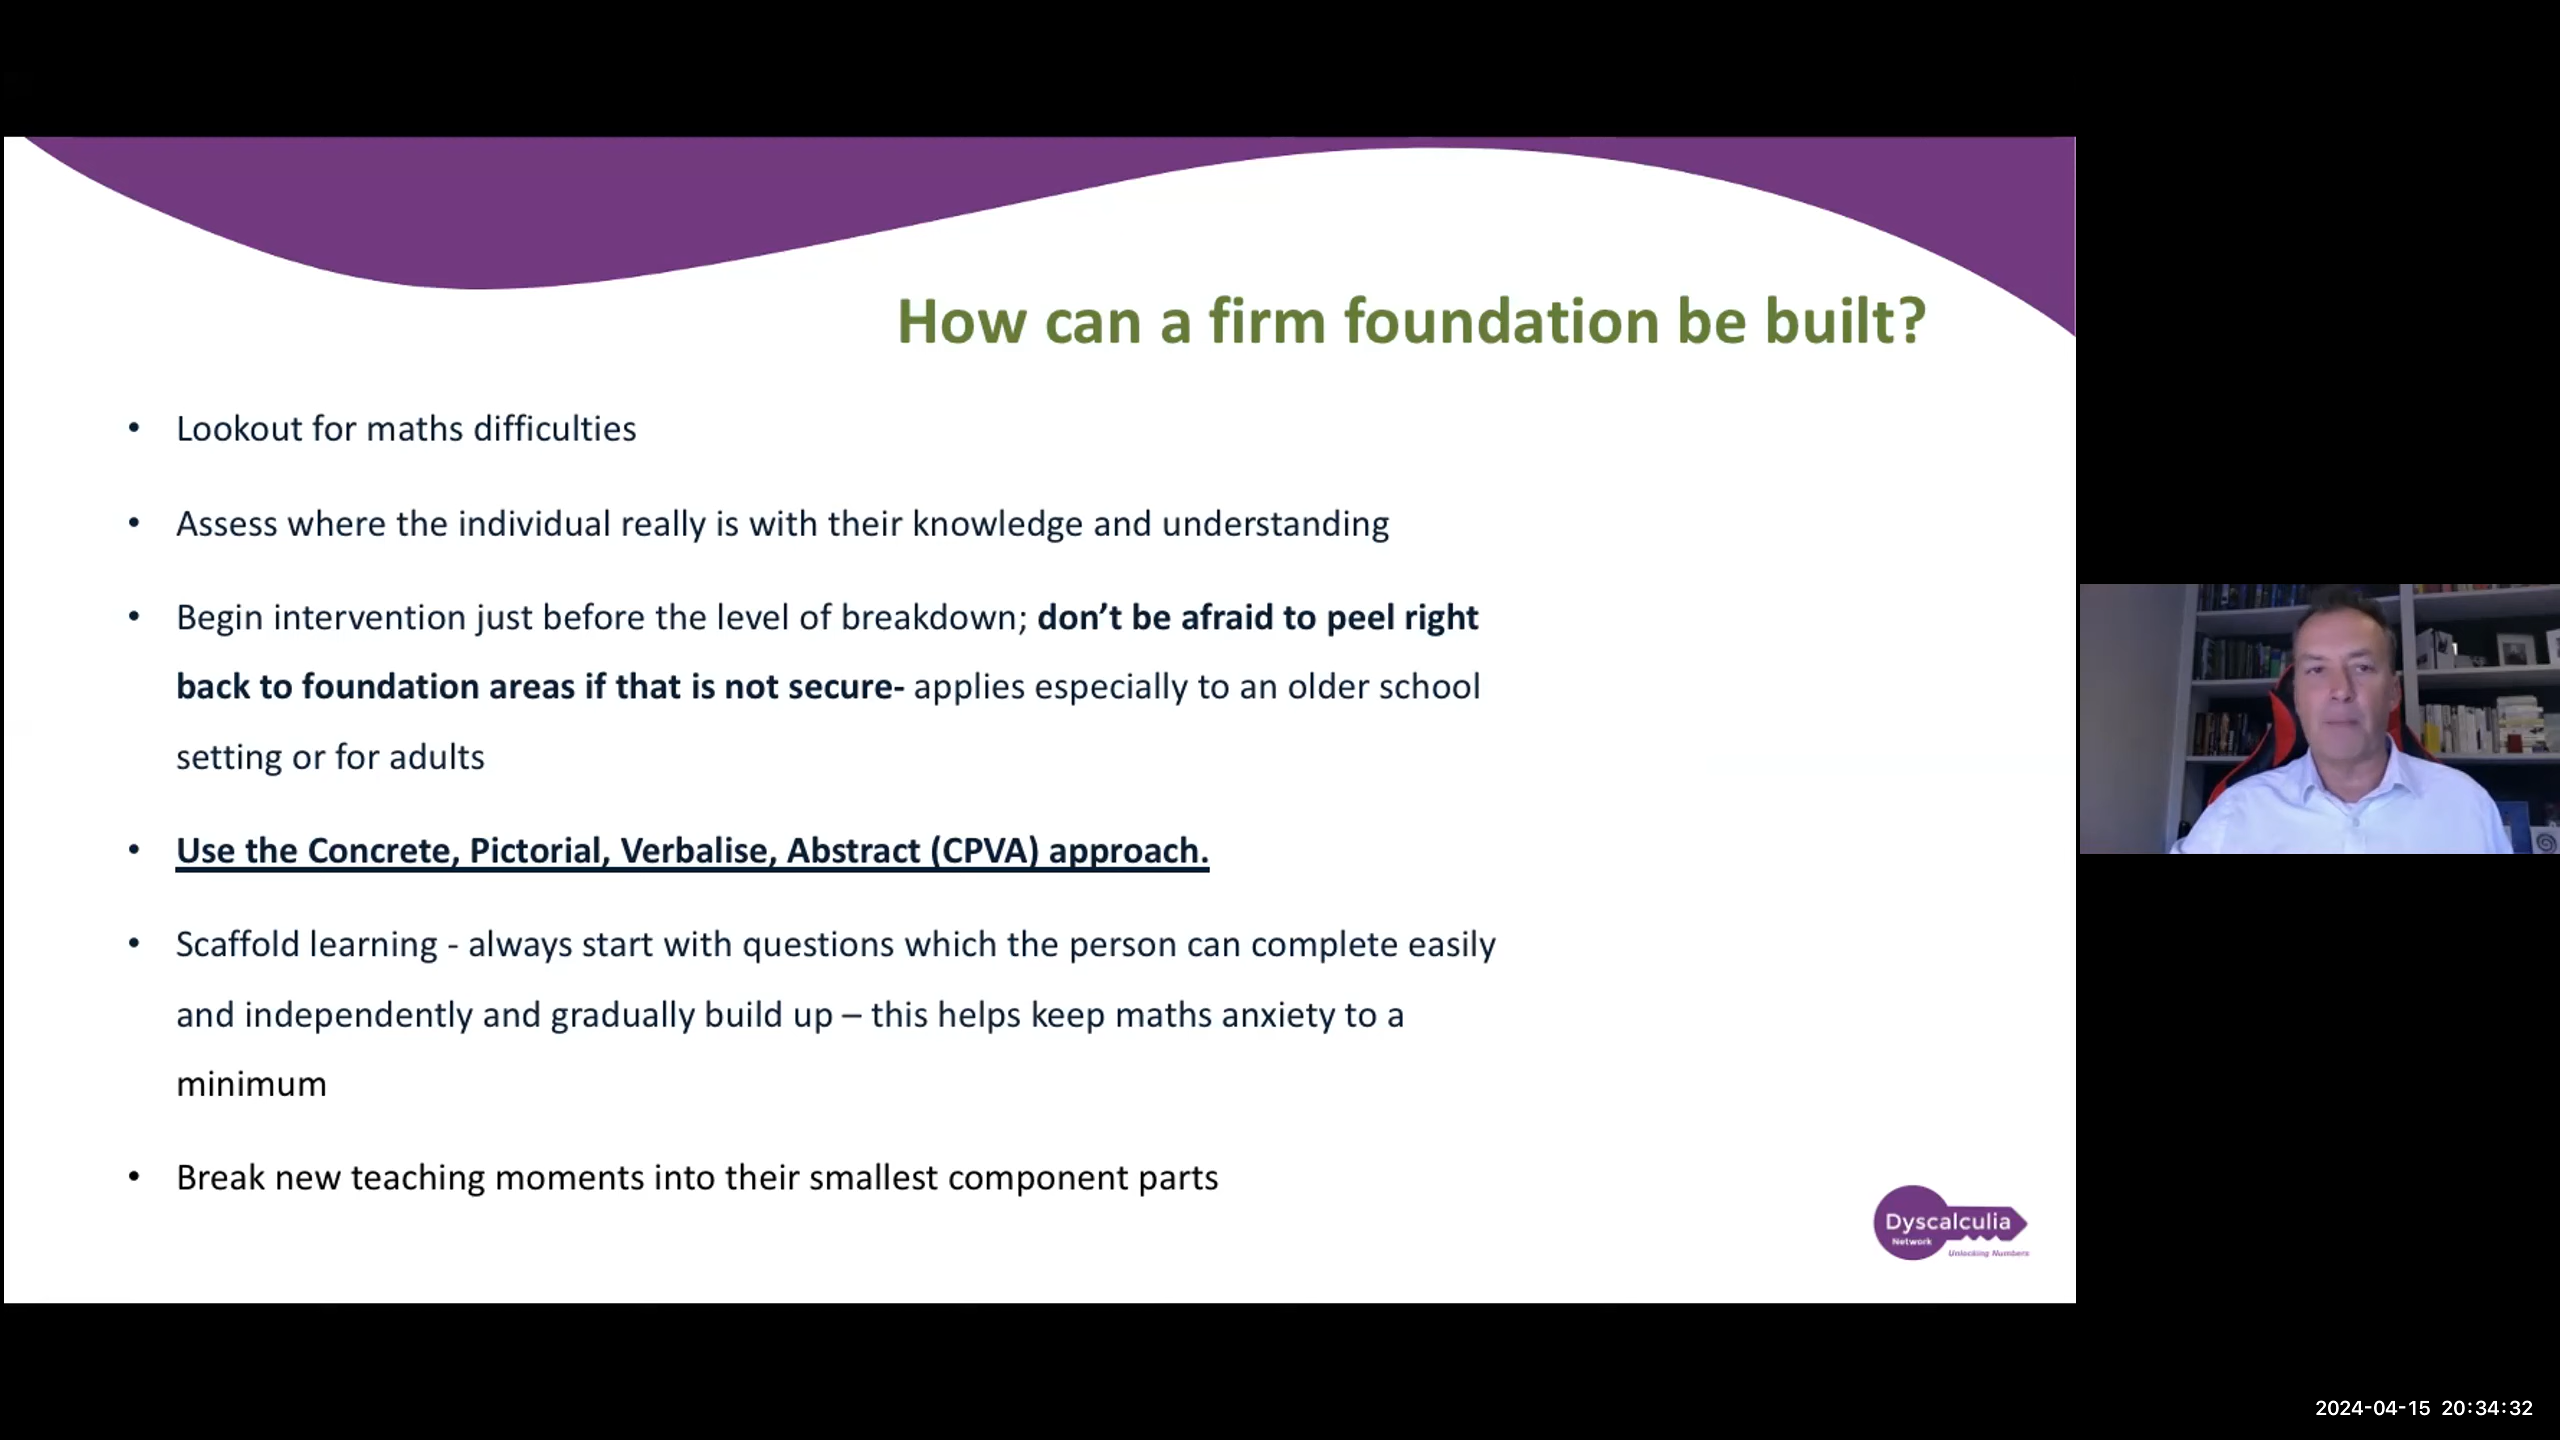 How can a firm foundation be built?
• Lookout for maths difficulties
• Assess where the individual really is with their knowledge and understanding
• Begin intervention just before the level of breakdown; don’t be afraid to peel right
back to foundation areas if that is not secure- applies especially to an older school
setting or for adults
• Use the Concrete, Pictorial, Verbalise, Abstract (CPVA) approach.
• Scaffold learning - always start with questions which the person can complete easily
and independently and gradually build up – this helps keep maths anxiety to a
minimum
• Break new teaching moments into their smallest component parts
Dyscalculia
Network
Unlocking Numbers
2024-04-15 20:34:32